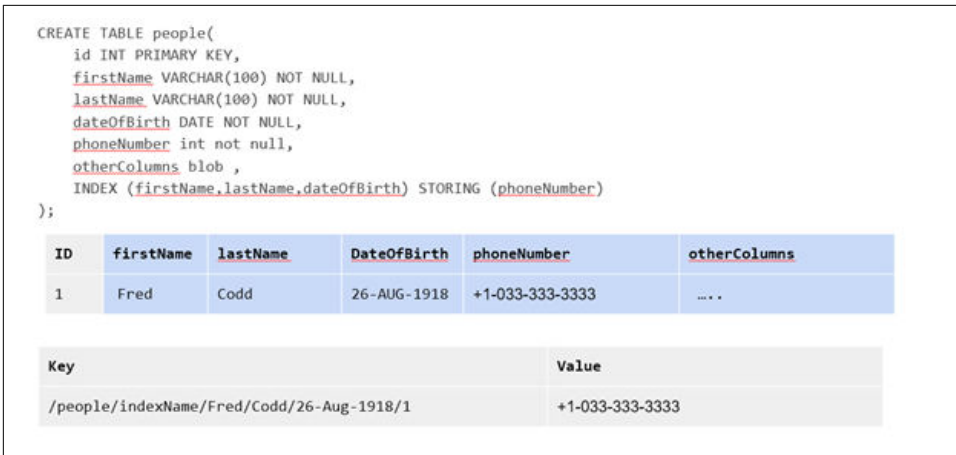 CREATE TABLE people(
id INT PRIMARY KEY,
firstName VARCHAR(100) NOT NULL,
lastName VARCHAR(100) NOT NULL,
dateOfBirth DATE NOT NULL,
phoneNumber int not null,
otherColumns blob ,
INDEX (firstName,lastName,dateOfBirth) STORING (phoneNumber)
);
ID firstName lastName DateOfBirth phoneNumber otherColumns
1 Fred Codd 26-AUG-1918 +1-033-333-3333 …..
Key Value
/people/indexName/Fred/Codd/26-Aug-1918/1 +1-033-333-3333